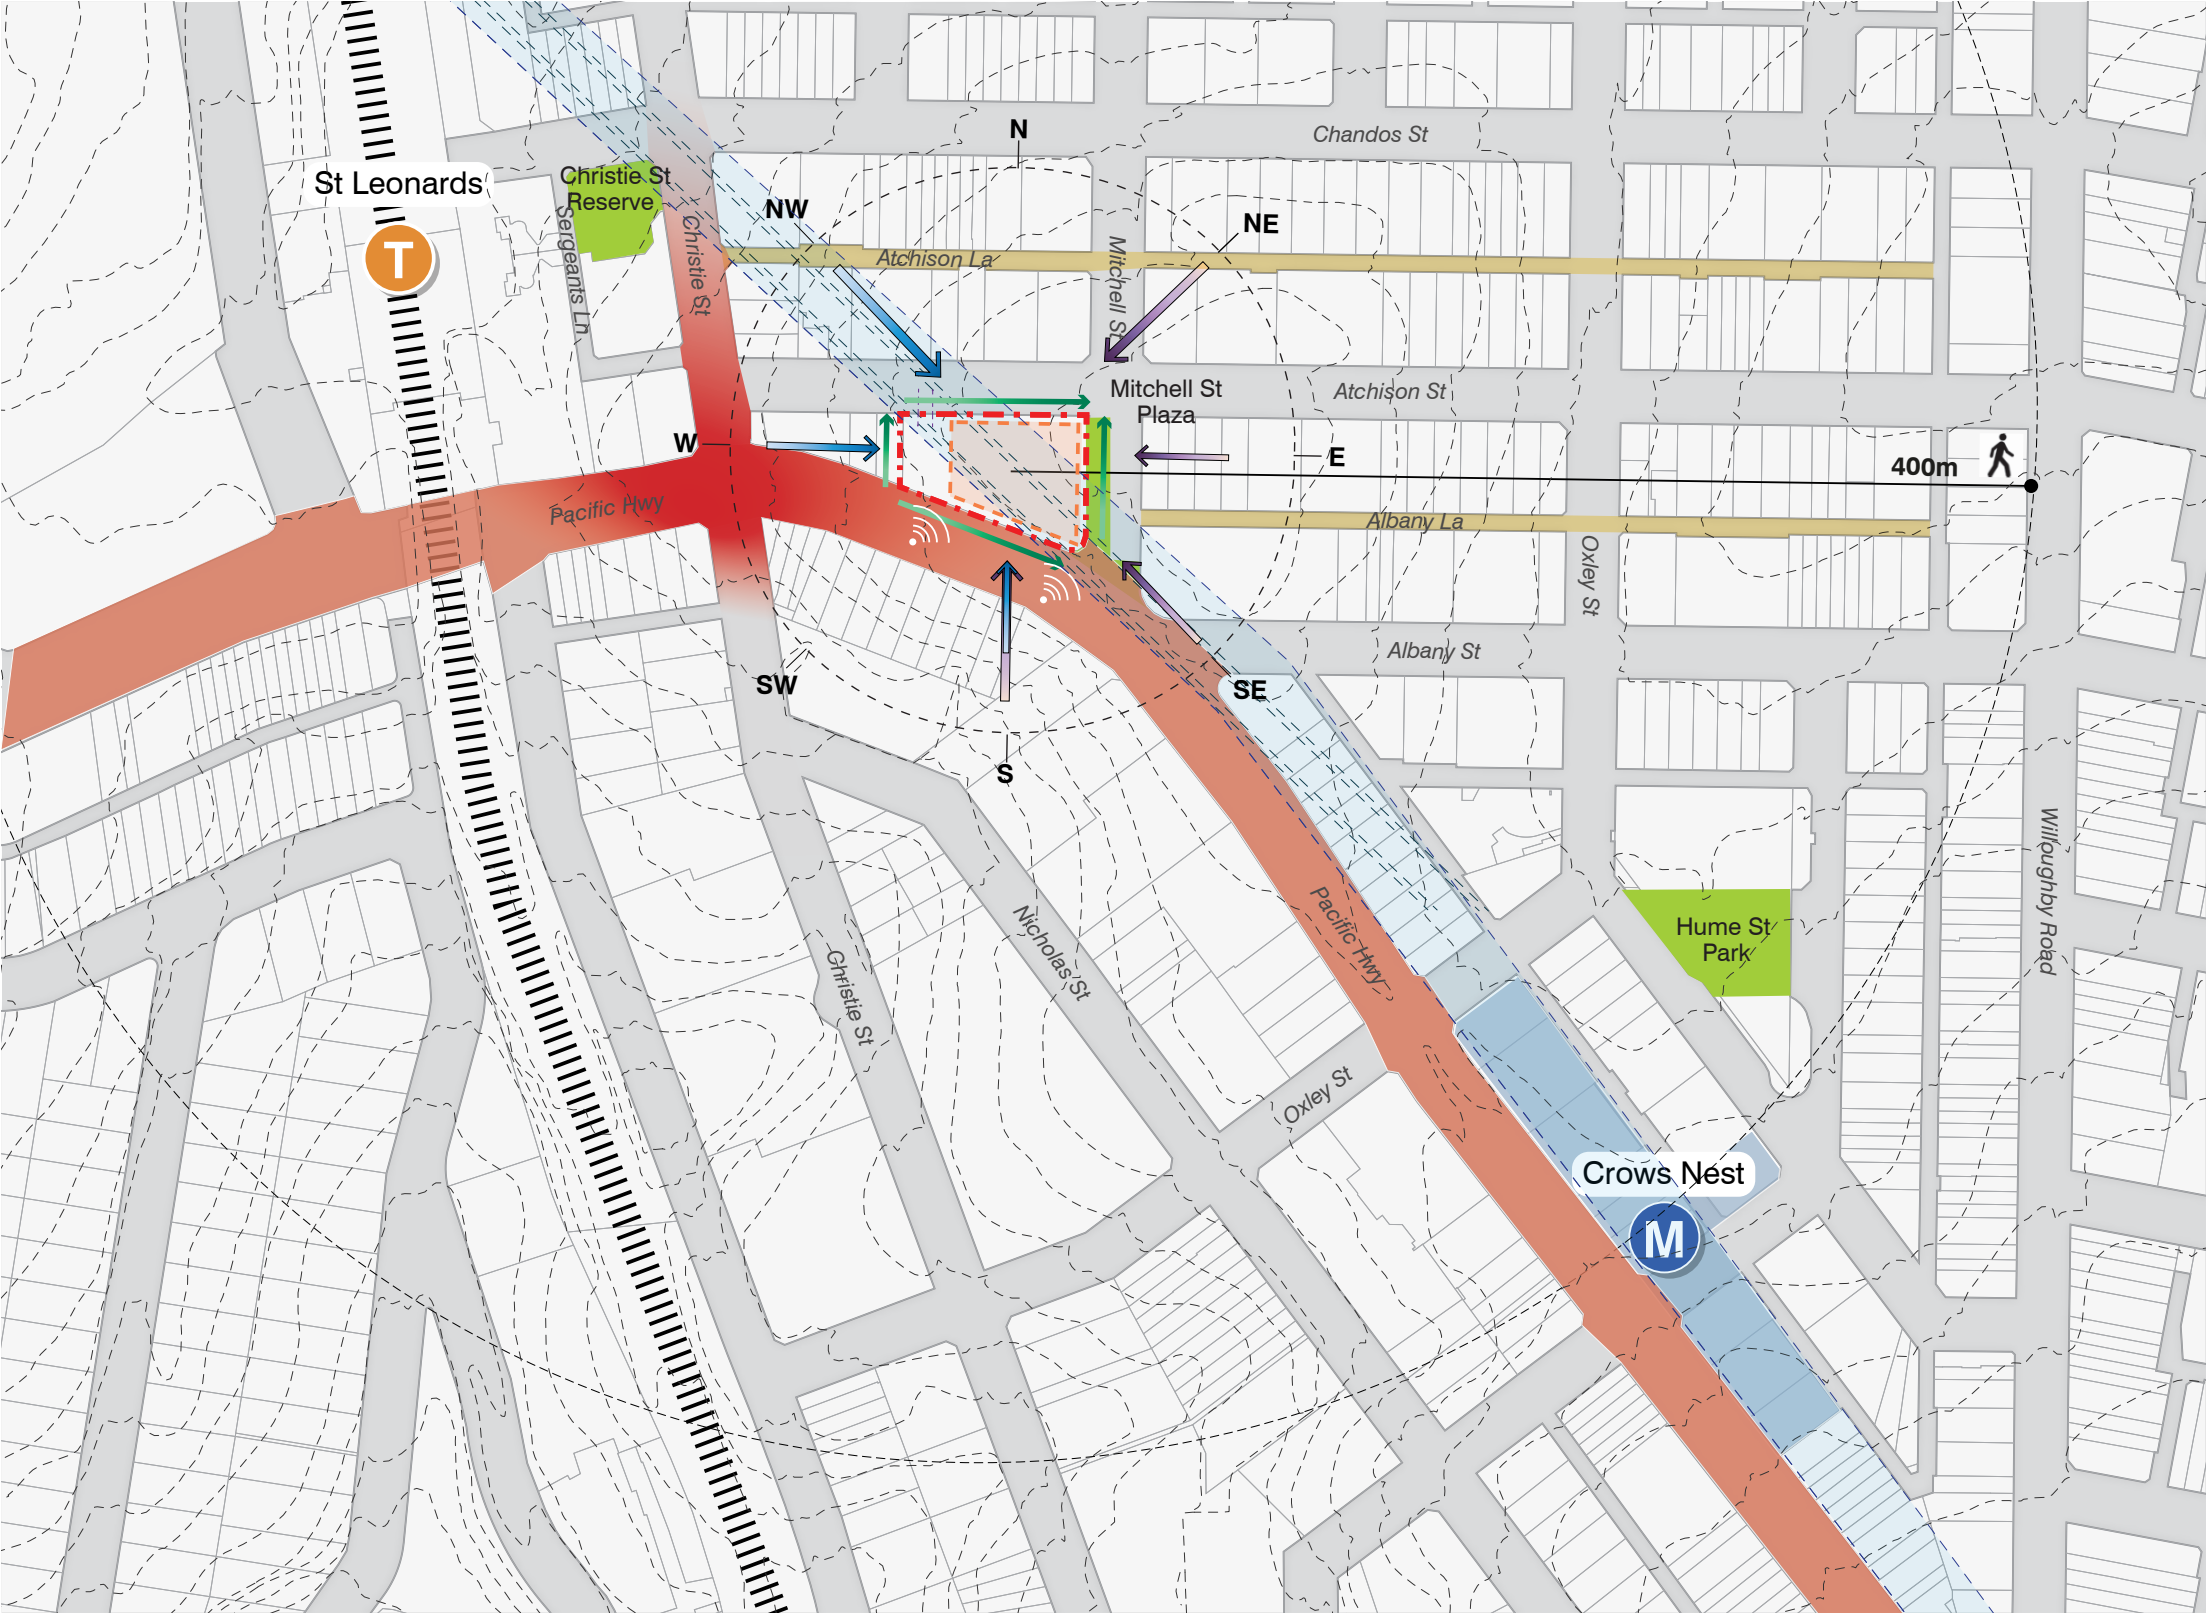 N
Chandos St
St Leonards
Christie St
Reserve
NW
NE
T
Sergeants Ln
Christie St
Atchison La
Mitchell St
Mitchell St
Plaza
Atchison St
W
E
400m
Pacific Hwy
Albany La
Oxley St
SW
SE
Albany St
S
Willoughby Road
Pacific Hwy
Nicholas St
Christie St
Hume St
Park
Oxley St
Crows Nest
M